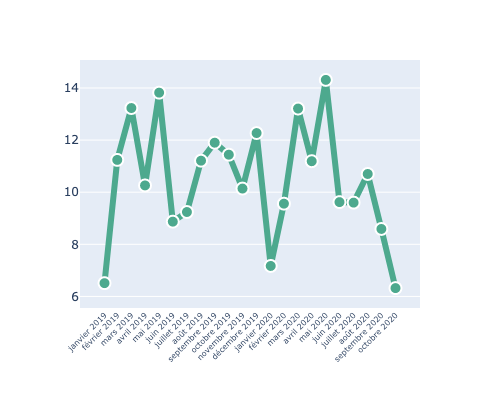 14
12
10
8
6
janvier 2019
février 2019
mars 2019
avril 2019
mai 2019
juin 2019
juillet 2019
août 2019
septembre 2019
octobre 2019
novembre 2019
décembre 2019
janvier 2020
février 2020
mars 2020
avril 2020
mai 2020
juin 2020
juillet 2020
août 2020
septembre 2020
octobre 2020